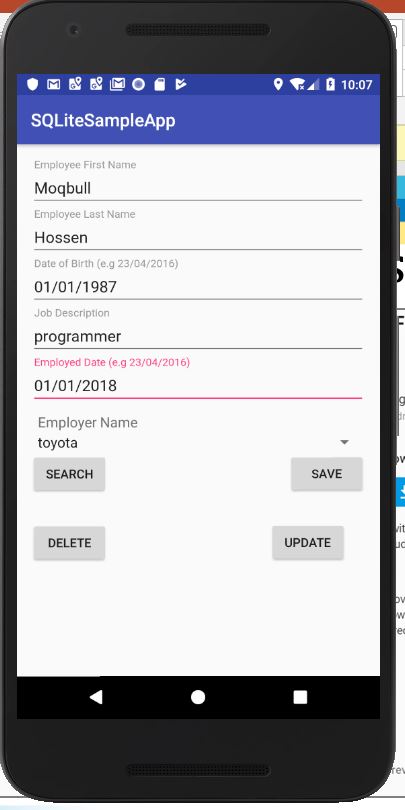 10:07
SQLiteSampleApp
Employee First Name
Moqbull
Employee Last Name
Hossen
Date of Birth (e.g 23/04/2016)
01/01/1987
Job Description
programmer
Employed Date (e.g 23/04/2016)
01/01/2018
Employer Name
toyota
SEARCH SAVE
DELETE UPDATE